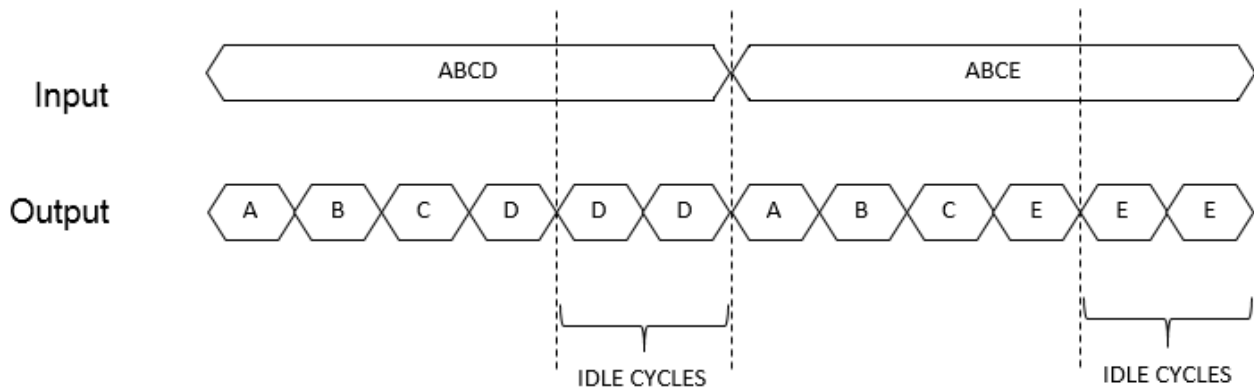 Input ABCD ABCE
Output A B C D D D A B C E E E
IDLE CYCLES IDLE CYCLES